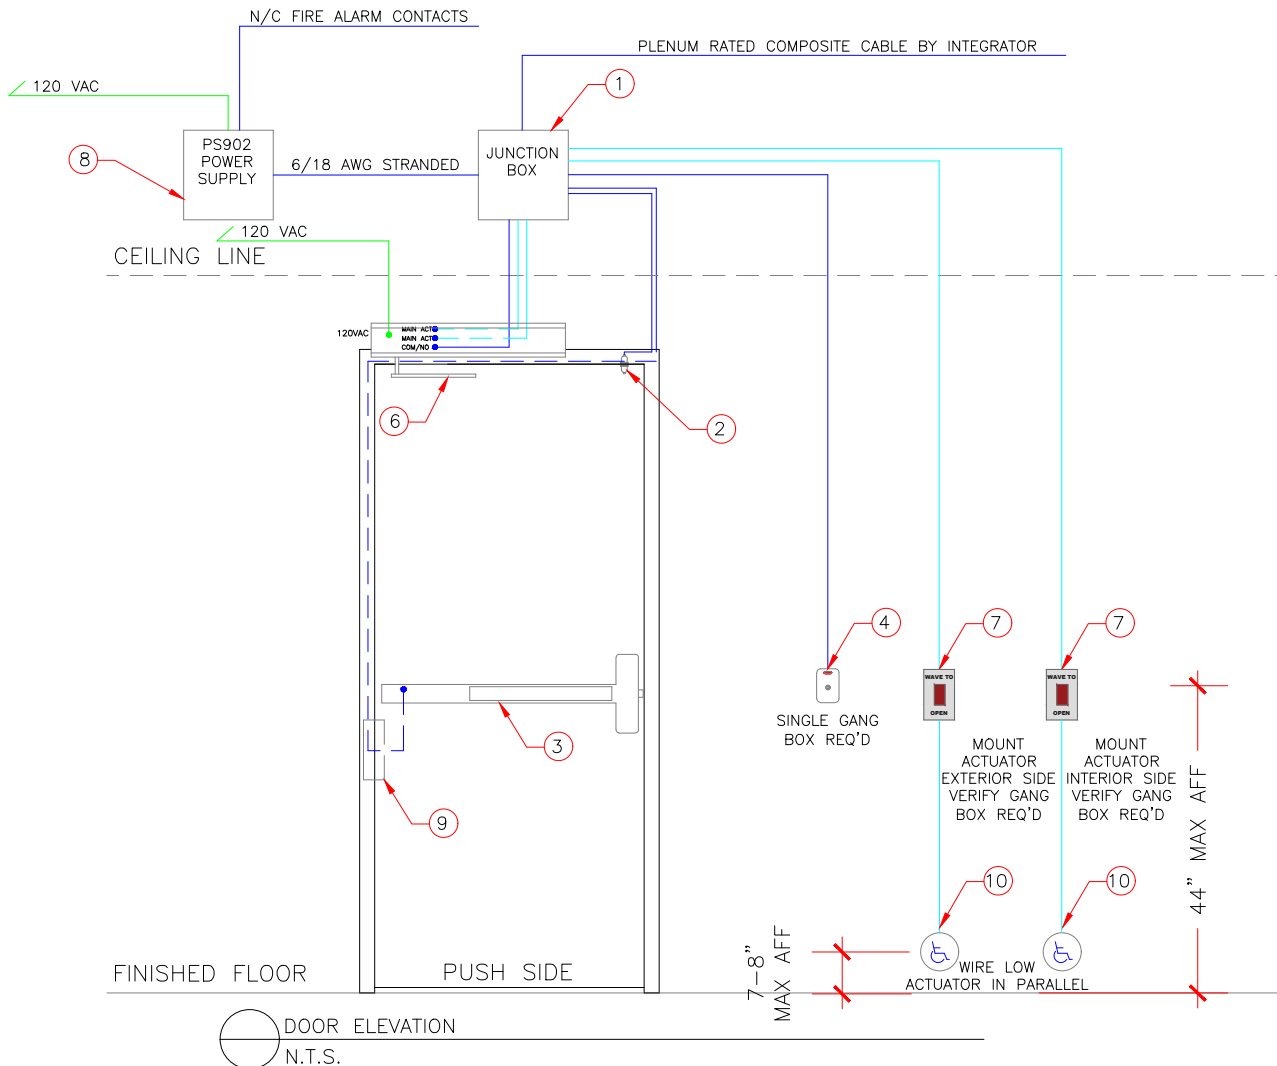 N/C FIRE ALARM CONTACTS
PLENUM RATED COMPOSITE CABLE BY INTEGRATOR
120 VAC
1
PS902
POWER
SUPPLY
8
6/18 AWG STRANDED
JUNCTION
BOX
120 VAC
CEILING LINE
120VAC
MAIN ACT
MAIN ACT
COM/NO
6
2
4
7
7
WAVE TO
OPEN
WAVE TO
OPEN
SINGLE GANG
BOX REQ'D
3
MOUNT
ACTUATOR
EXTERIOR SIDE
VERIFY GANG
BOX REQ'D
MOUNT
ACTUATOR
INTERIOR SIDE
VERIFY GANG
BOX REQ'D
44" MAX AFF
9
10
10
7-8"
MAX AFF
WIRE LOW
ACTUATOR IN PARALLEL
FINISHED FLOOR
PUSH SIDE
DOOR ELEVATION
N.T.S.